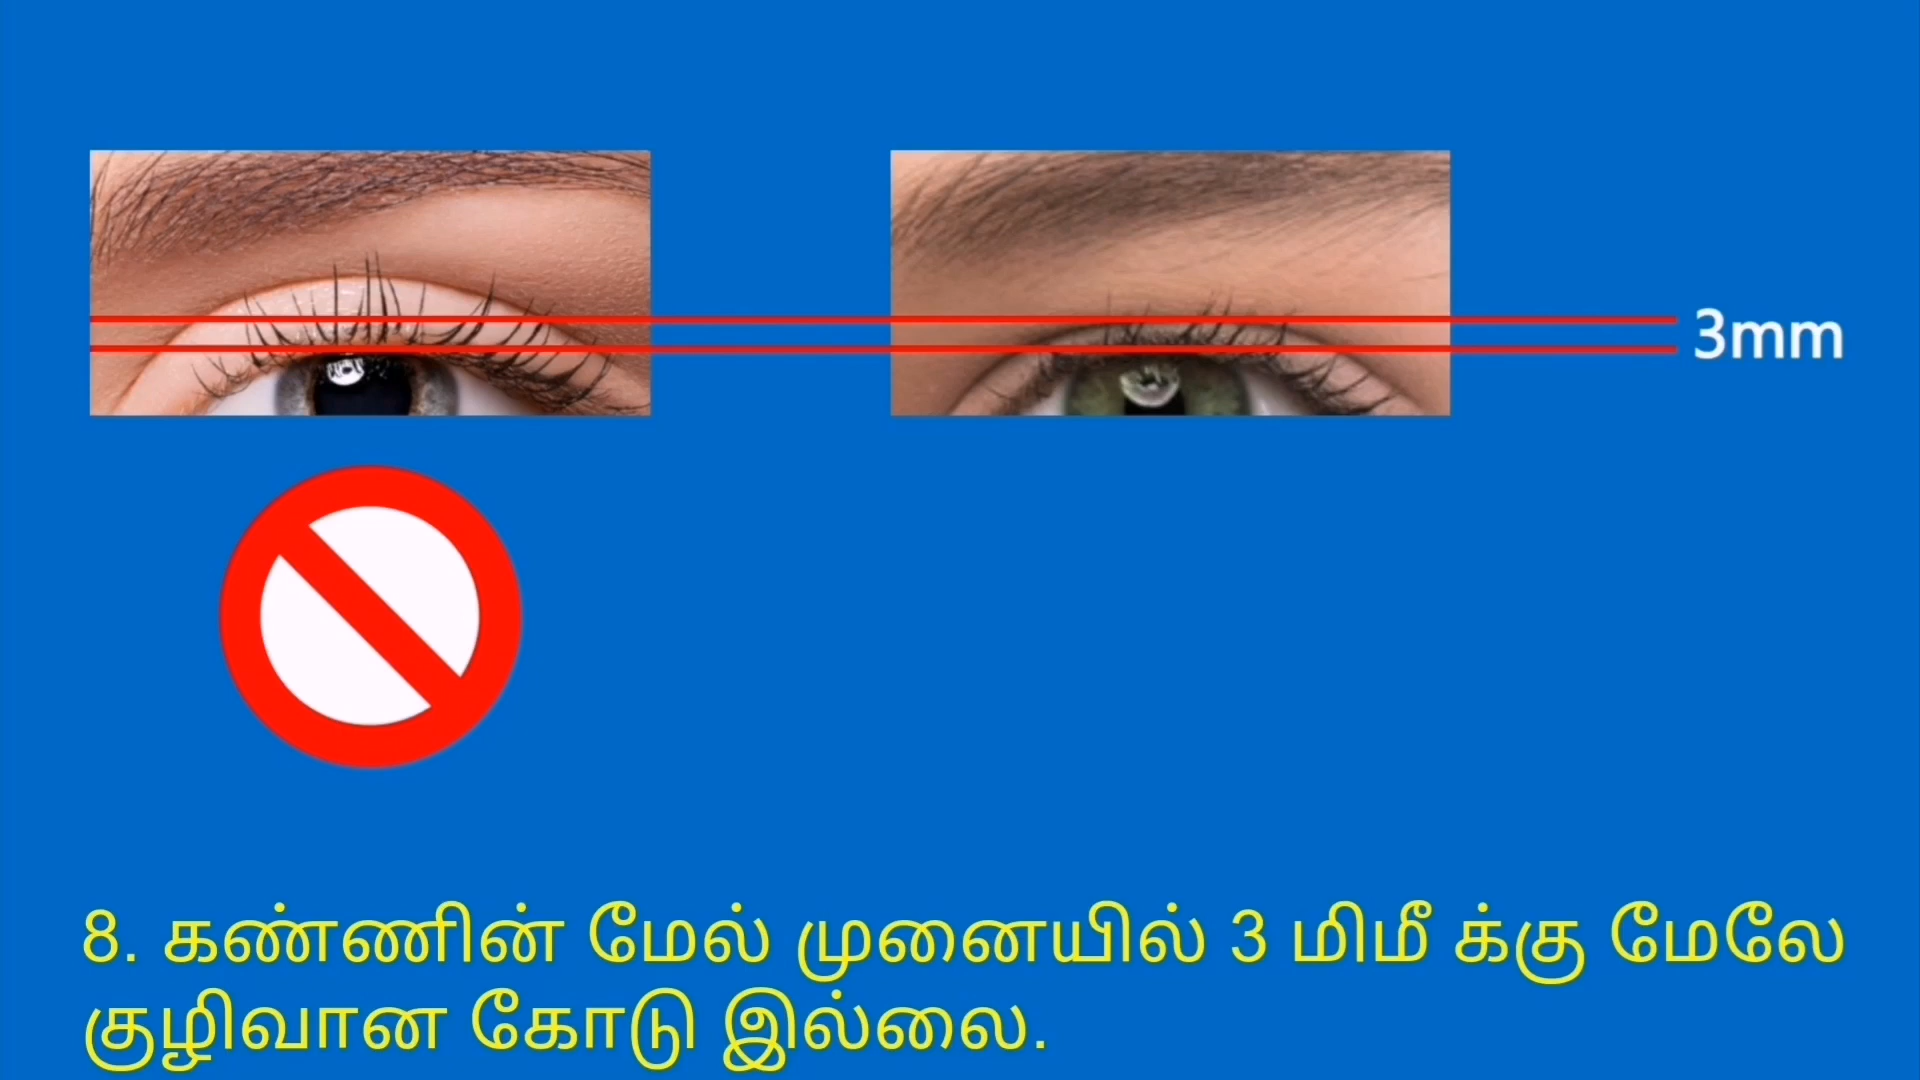 3mm
8. கண்ணின் மேல் முனையில் 3 மிமீ க்கு மேலே
குழிவான கோடு இல்லை.